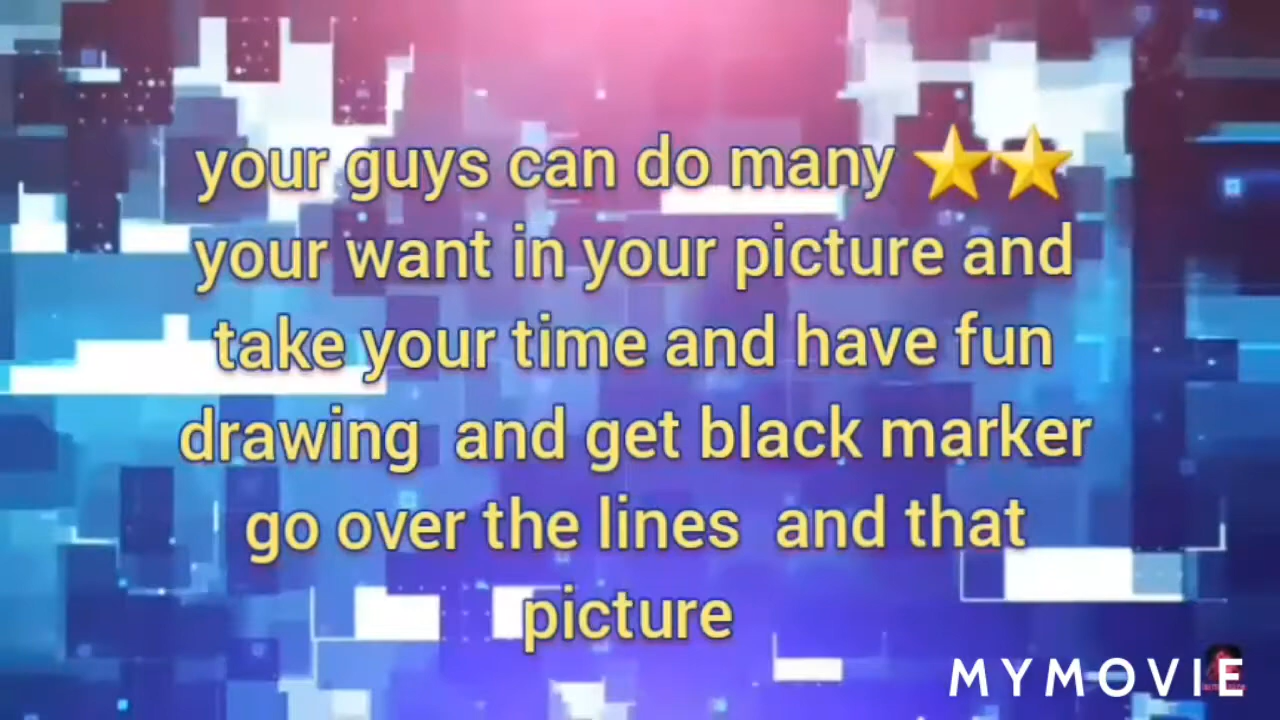 your guys can do many ⭐⭐
your want in your picture and
take your time and have fun
drawing  and get black marker
go over the lines  and that
picture
MYMOVIE